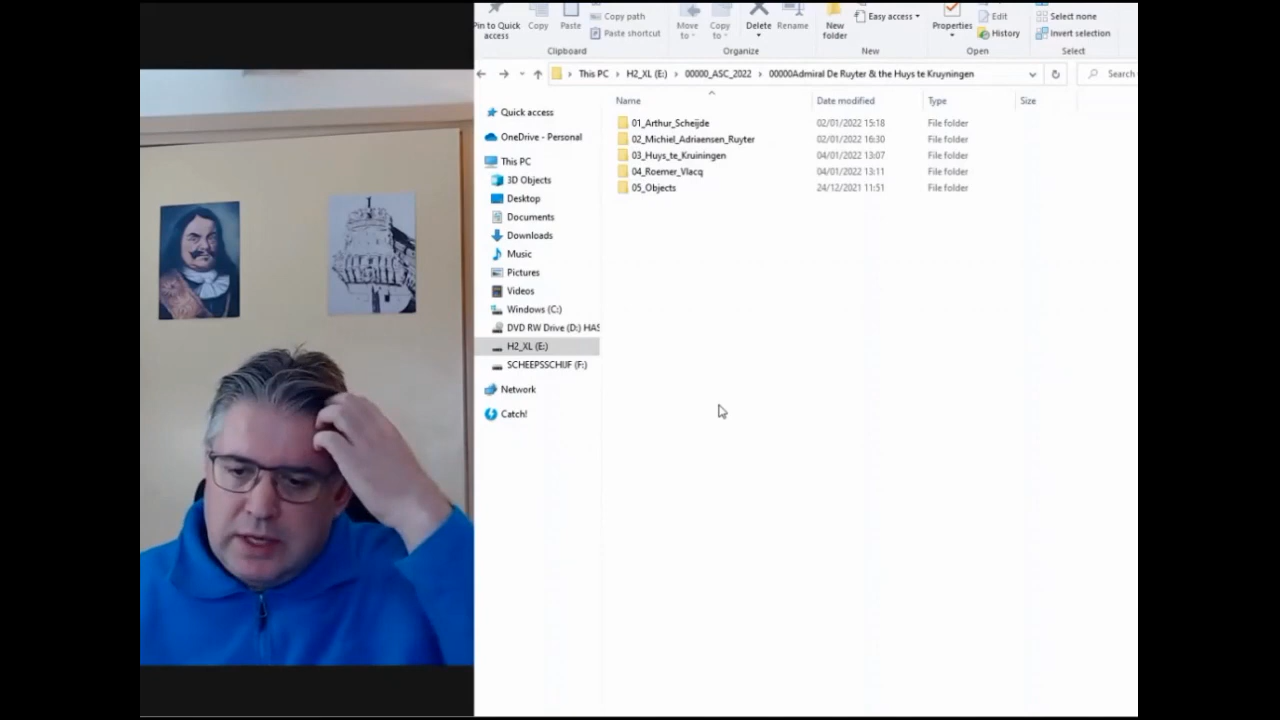 Pin to Quick access
Copy
Paste
Copy path
Paste shortcut
Clipboard
Move to
Copy to
Delete
Rename
Organize
New folder
Easy access
New
Properties
Edit
History
Open
Select none
Invert selection
Select
This PC > H2_XL (E:) > 00000_ASC_2022 > 00000Admiral De Ruyter & the Huys te Kruyningen
Search
Name Date modified Type Size
01_Arthur_Scheijde 02/01/2022 15:18 File folder
02_Michiel_Adriaensen_Ruyter 02/01/2022 16:30 File folder
03_Huys_te_Kruiningen 04/01/2022 13:07 File folder
04_Roemer_Vlacq 04/01/2022 13:11 File folder
05_Objects 24/12/2021 11:51 File folder
Quick access
OneDrive - Personal
This PC
3D Objects
Desktop
Documents
Downloads
Music
Pictures
Videos
Windows (C:)
DVD RW Drive (D:) HAS
H2_XL (E:)
SCHEEPSSCHIJF (F:)
Network
Catch!